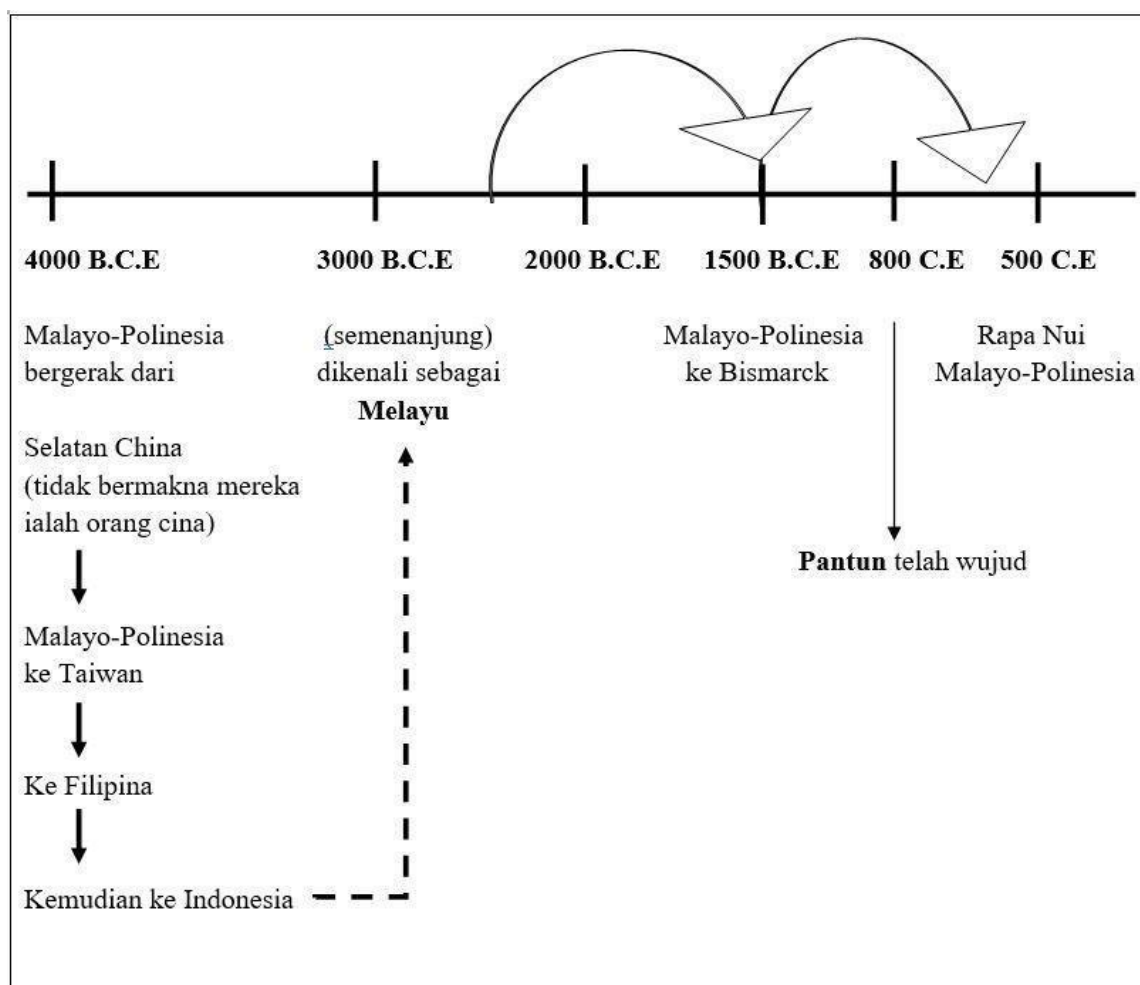 4000 B.C.E
3000 B.C.E
2000 B.C.E
1500 B.C.E
800 C.E
500 C.E
Malayo-Polinesia
bergerak dari
Selatan China
(tidak bermakna mereka
ialah orang cina)
Malayo-Polinesia
ke Taiwan
Ke Filipina
Kemudian ke Indonesia
(semenanjung)
dikenali sebagai
Melayu
Malayo-Polinesia
ke Bismarck
Pantun telah wujud
Rapa Nui
Malayo-Polinesia